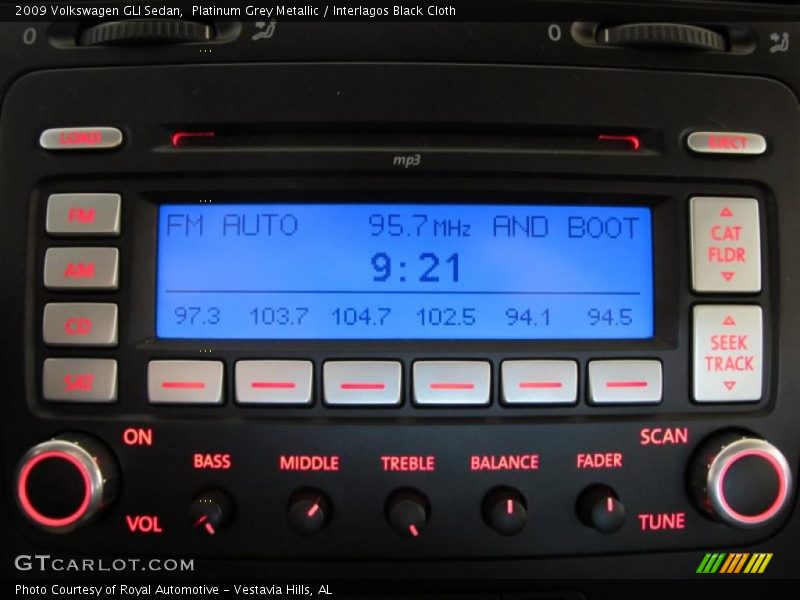 2009 Volkswagen GLI Sedan,  Platinum Grey Metallic / Interlagos Black Cloth
0
0
LOAD
EJECT
mp3
FM
AM
CD
SAT
FM AUTO 95.7 MHz AND BOOT
9:21
97.3 103.7 104.7 102.5 94.1 94.5
CAT
FLDR
SEEK
TRACK
ON
SCAN
BASS MIDDLE TREBLE BALANCE FADER
VOL
TUNE
GTCARLOT.COM
Photo Courtesy of Royal Automotive - Vestavia Hills, AL